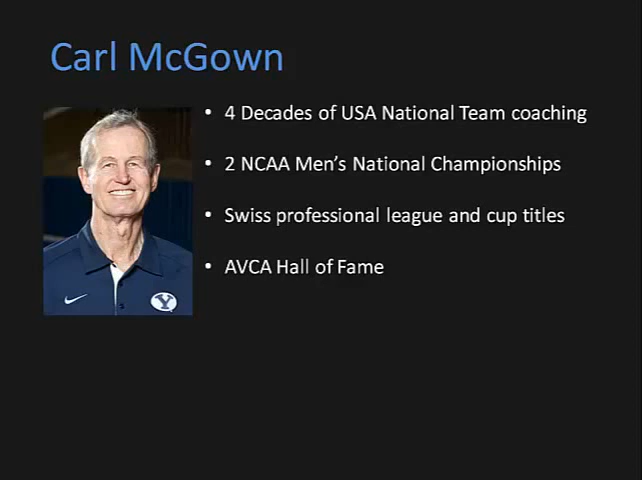 Carl McGown
• 4 Decades of USA National Team coaching
• 2 NCAA Men’s National Championships
• Swiss professional league and cup titles
• AVCA Hall of Fame
Y